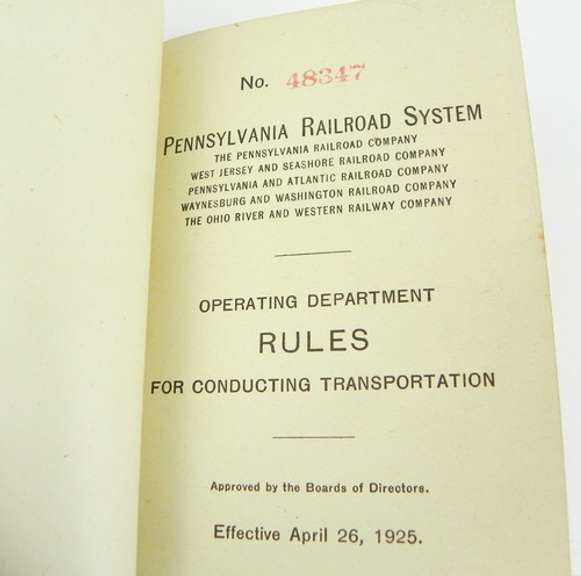 No. 48347
PENNSYLVANIA RAILROAD SYSTEM
THE PENNSYLVANIA RAILROAD COMPANY
WEST JERSEY AND SEASHORE RAILROAD COMPANY
PENNSYLVANIA AND ATLANTIC RAILROAD COMPANY
WAYNESBURG AND WASHINGTON RAILROAD COMPANY
THE OHIO RIVER AND WESTERN RAILWAY COMPANY
OPERATING DEPARTMENT
RULES
FOR CONDUCTING TRANSPORTATION
Approved by the Boards of Directors.
Effective April 26, 1925.